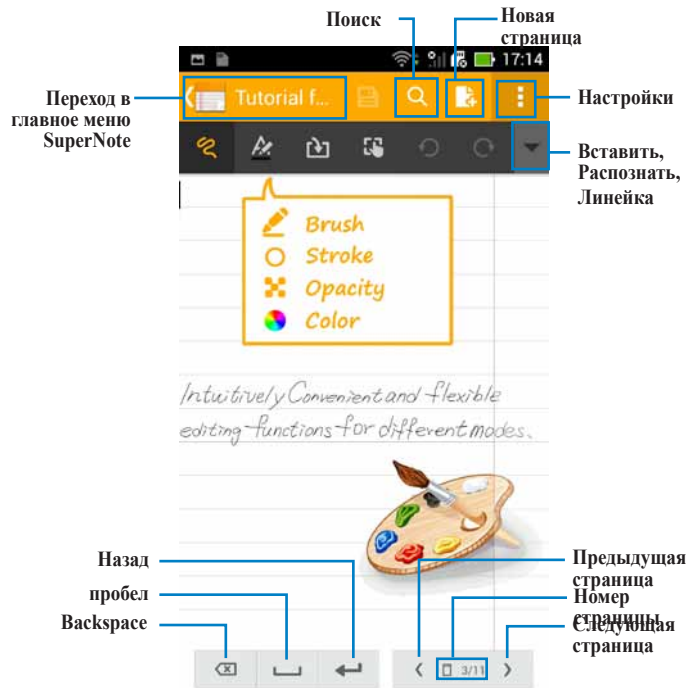 Поиск
Новая
страница
17:14
Переход в
главное меню
SuperNote
Tutorial f...
Настройки
Вставить,
Распознать,
Линейка
Brush
Stroke
Opacity
Color
Intuitively Convenient and flexible
editing functions for different modes.
Назад
пробел
Backspace
Предыдущая
страница
Номер
страницы
Следующая
страница
3/11